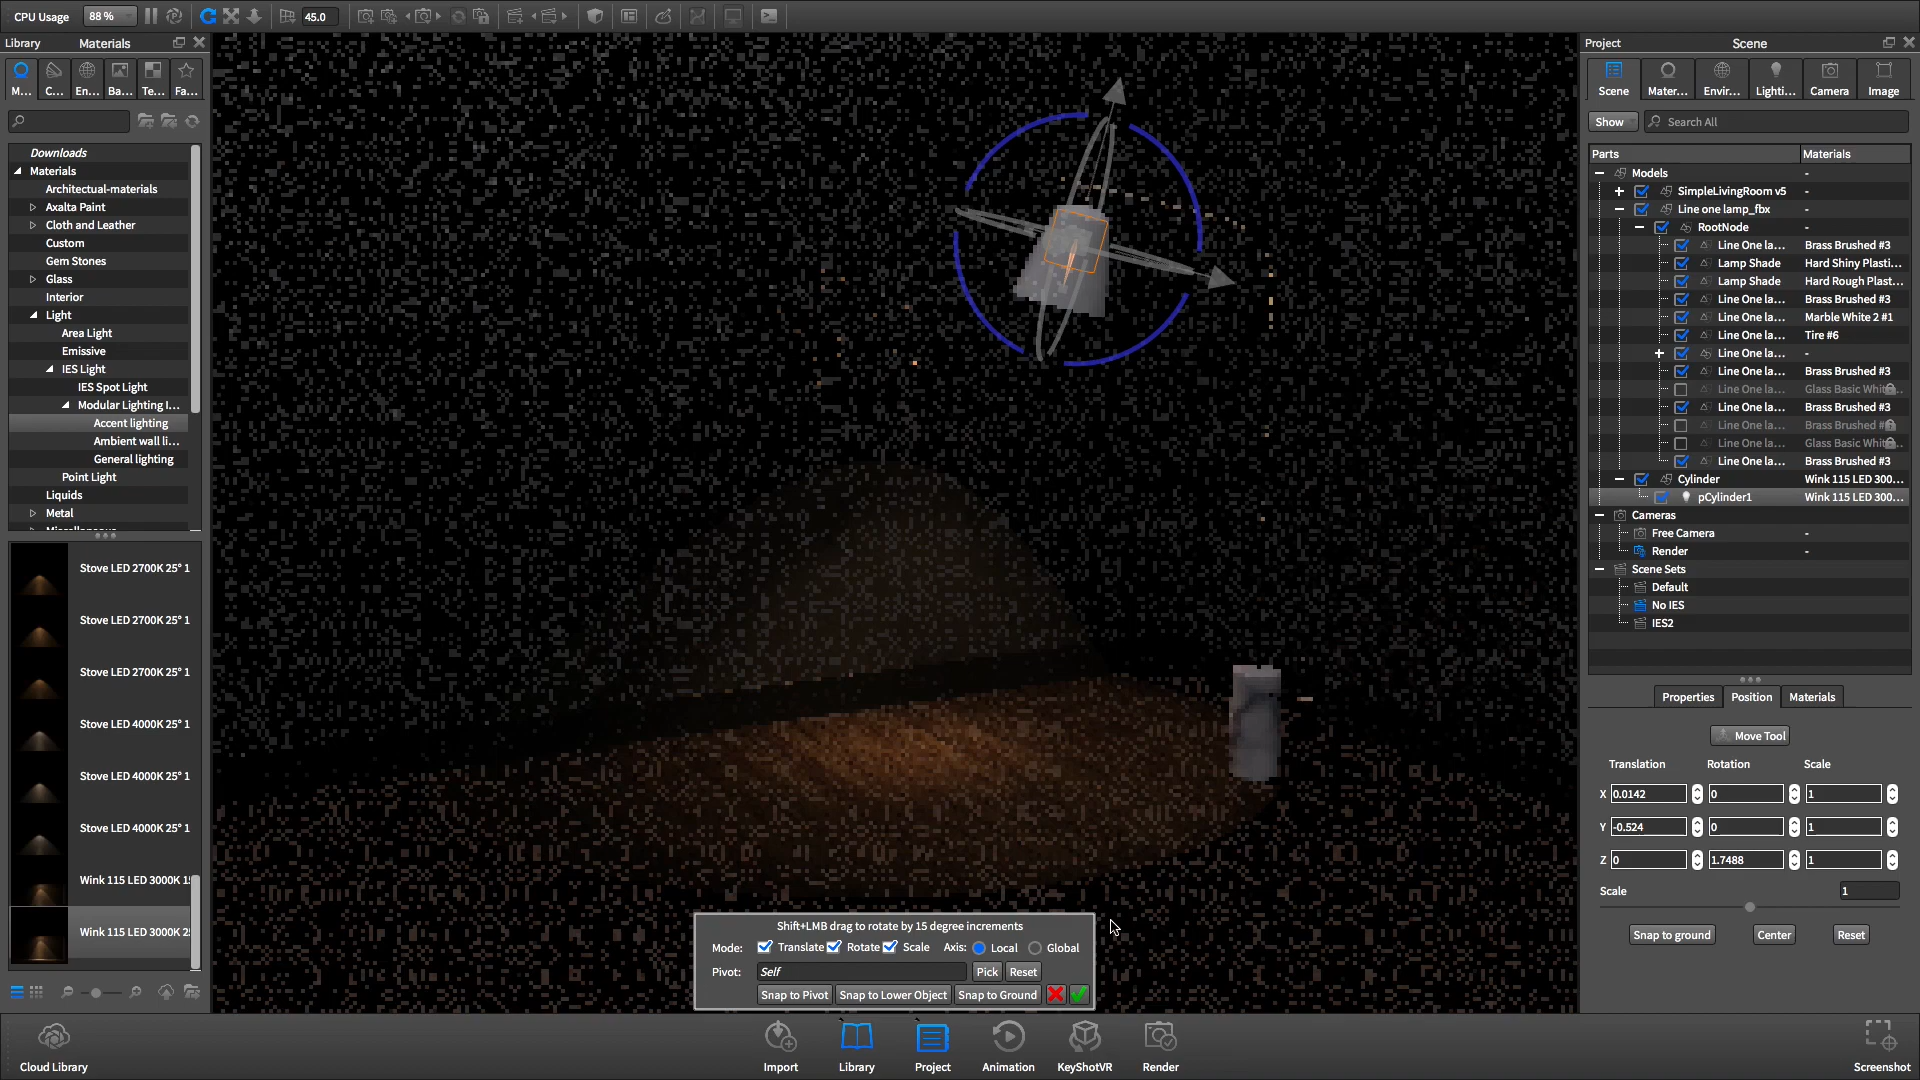 CPU Usage 88 % 45.0
Library Materials
M... C... En... Ba... Te... Fa...
Downloads
Materials
Architectual-materials
Axalta Paint
Cloth and Leather
Custom
Gem Stones
Glass
Interior
Light
Area Light
Emissive
IES Light
IES Spot Light
Modular Lighting I...
Accent lighting
Ambient wall li...
General lighting
Point Light
Liquids
Metal
Stove LED 2700K 25° 1
Stove LED 2700K 25° 1
Stove LED 2700K 25° 1
Stove LED 4000K 25° 1
Stove LED 4000K 25° 1
Stove LED 4000K 25° 1
Wink 115 LED 3000K 1
Wink 115 LED 3000K 2
Cloud Library
Shift+LMB drag to rotate by 15 degree increments
Mode: Translate Rotate Scale Axis: Local Global
Pivot: Self Pick Reset
Snap to Pivot Snap to Lower Object Snap to Ground
Import Library Project Animation KeyShotVR Render
Project Scene
Scene Mater... Envir... Lighti... Camera Image
Show Search All
Parts Materials
Models -
SimpleLivingRoom v5 -
Line one lamp_fbx -
RootNode -
Line One la... Brass Brushed #3
Lamp Shade Hard Shiny Plasti...
Lamp Shade Hard Rough Plast...
Line One la... Brass Brushed #3
Line One la... Marble White 2 #1
Line One la... Tire #6
Line One la... -
Line One la... Brass Brushed #3
Line One la... Glass Basic Whit
Line One la... Brass Brushed #3
Line One la... Brass Brushed #
Line One la... Glass Basic Whit
Line One la... Brass Brushed #3
Cylinder Wink 115 LED 300...
pCylinder1 Wink 115 LED 300...
Cameras
Free Camera -
Render -
Scene Sets
Default
No IES
IES2
Properties Position Materials
Move Tool
Translation Rotation Scale
X 0.0142 0 1
Y -0.524 0 1
Z 0 1.7488 1
Scale 1
Snap to ground Center Reset
Screenshot